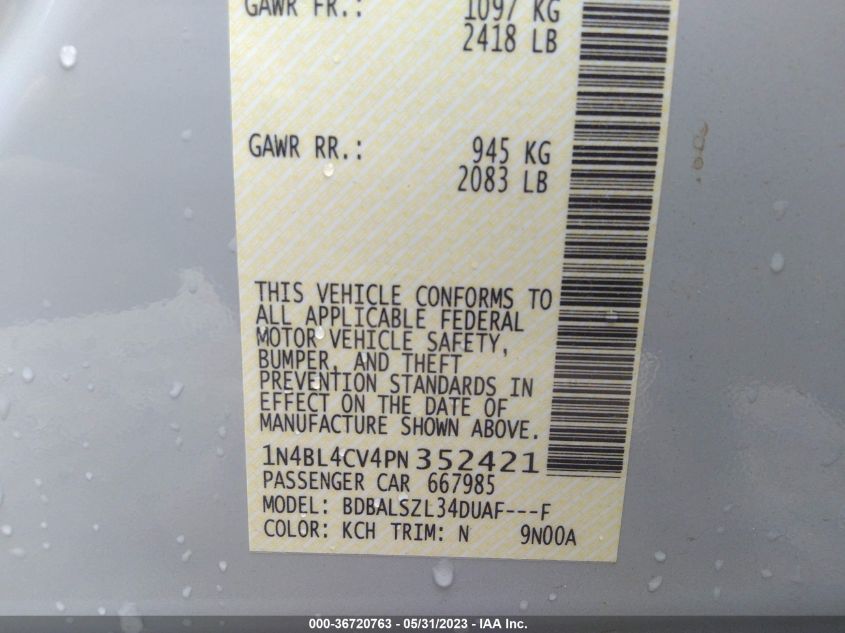 GAWR FR.: 1097 KG
2418 LB
GAWR RR.: 945 KG
2083 LB
THIS VEHICLE CONFORMS TO
ALL APPLICABLE FEDERAL
MOTOR VEHICLE SAFETY,
BUMPER, AND THEFT
PREVENTION STANDARDS IN
EFFECT ON THE DATE OF
MANUFACTURE SHOWN ABOVE.
1N4BL4CV4PN352421
PASSENGER CAR 667985
MODEL: BDBALSZL34DUAF---F
COLOR: KCH TRIM: N 9N00A
000-36720763 - 05/31/2023 - IAA Inc.